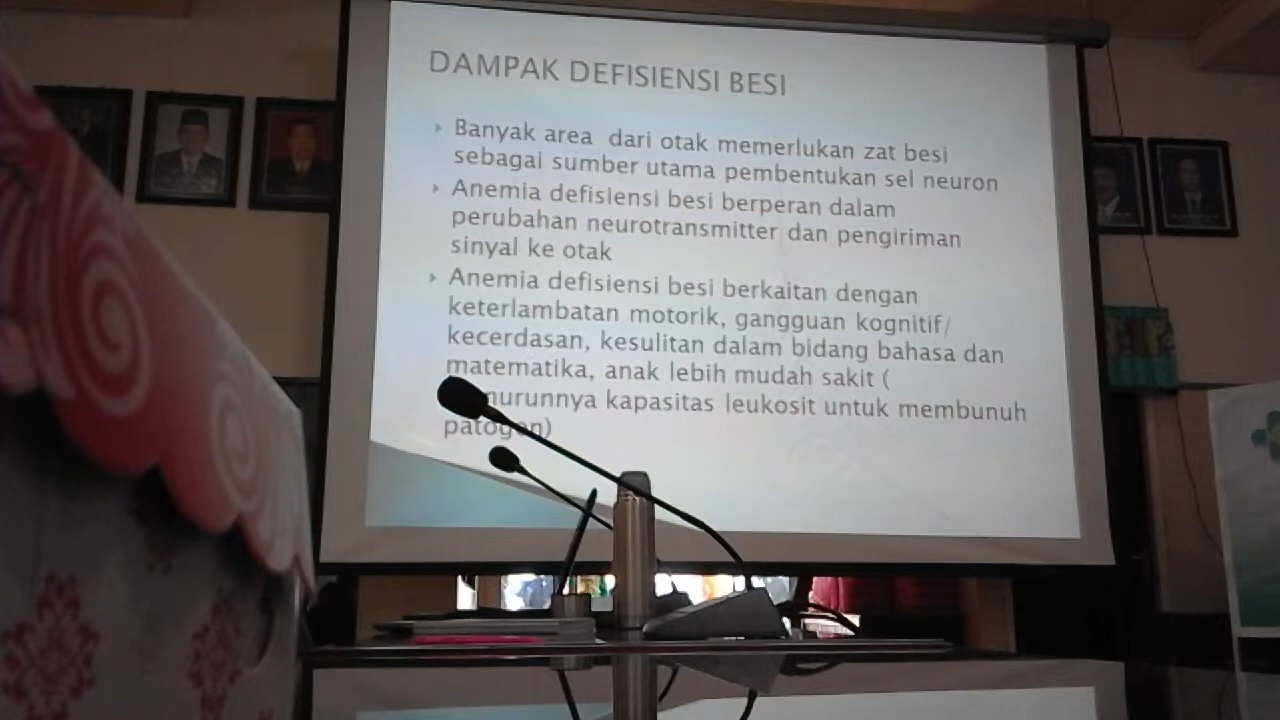 DAMPAK DEFISIENSI BESI
Banyak area dari otak memerlukan zat besi
sebagai sumber utama pembentukan sel neuron
Anemia defisiensi besi berperan dalam
perubahan neurotransmitter dan pengiriman
sinyal ke otak
Anemia defisiensi besi berkaitan dengan
keterlambatan motorik, gangguan kognitif/
kecerdasan, kesulitan dalam bidang bahasa dan
matematika, anak lebih mudah sakit (
kapasitas leukosit untuk membunuh
patogen)